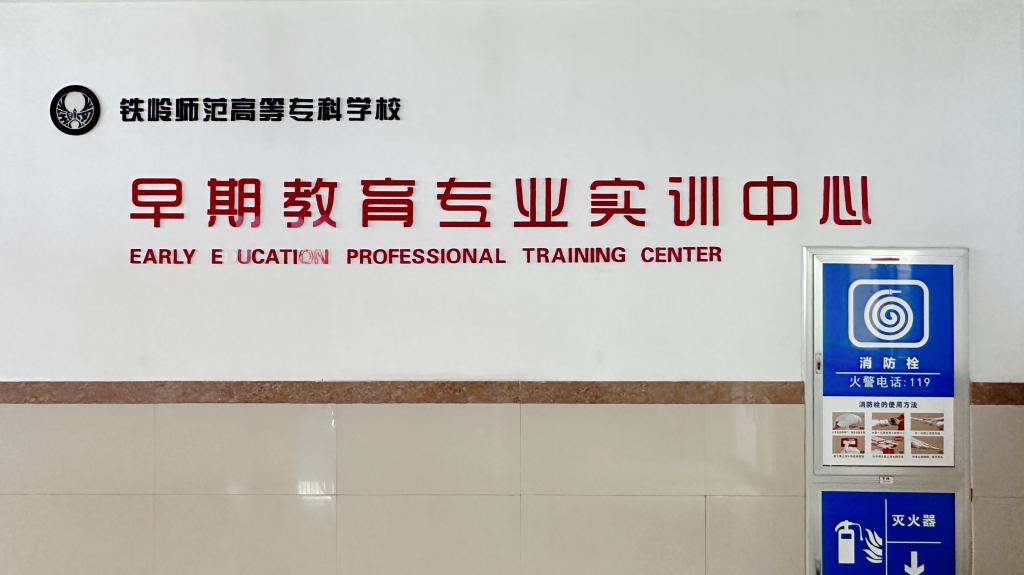 铁岭师范高等专科学校
早期教育专业实训中心
EARLY E UCATION PROFESSIONAL TRAINING CENTER
消防栓
火警电话:119
消防栓的使用方法
灭火器